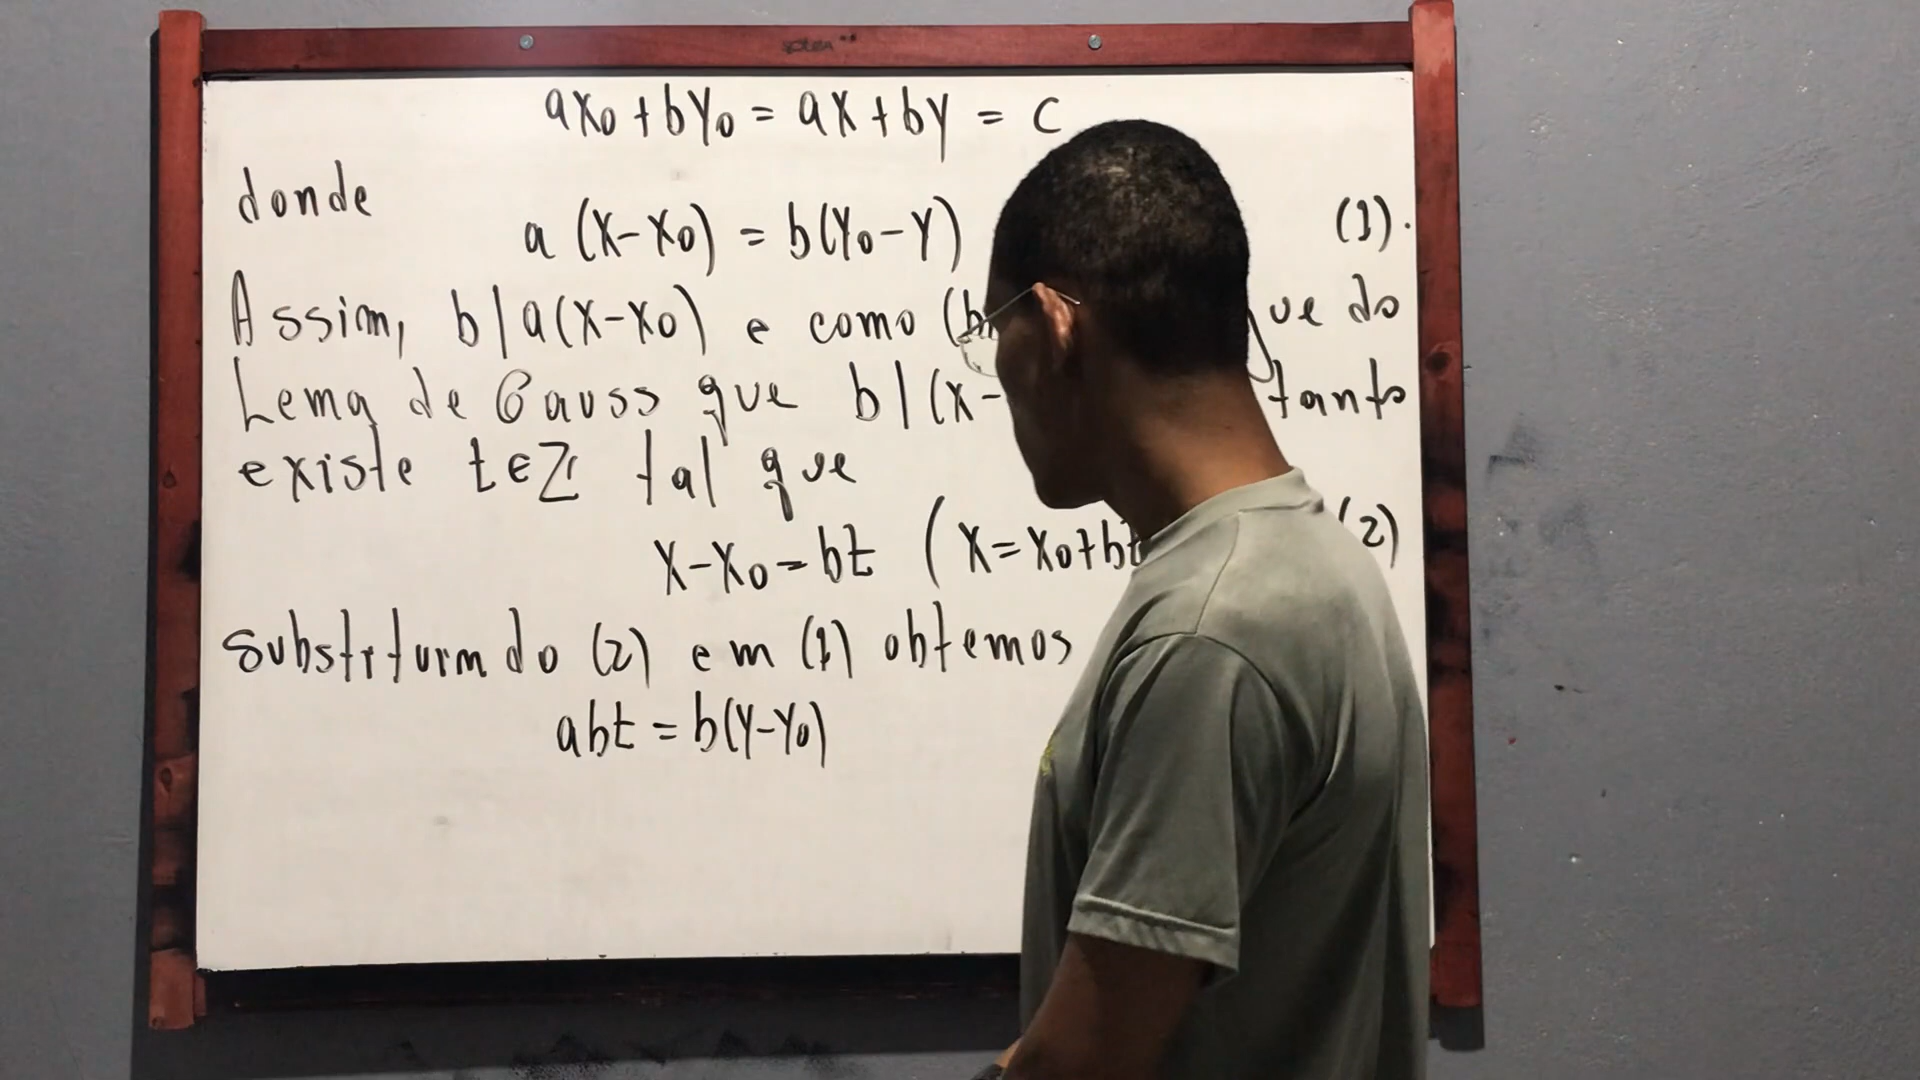 ax₀ + by₀ = ax + by = c
donde
a (x-x₀) = b(y₀-y) (1).
Assim, b|a(x-x₀) e como (b, ue do
Lema de Gauss que b|(x- tanto
existe t∈Z tal que
x-x₀=bt (x=x₀+bt (2)
substituindo (2) em (1) obtemos
abt = b(y-y₀)